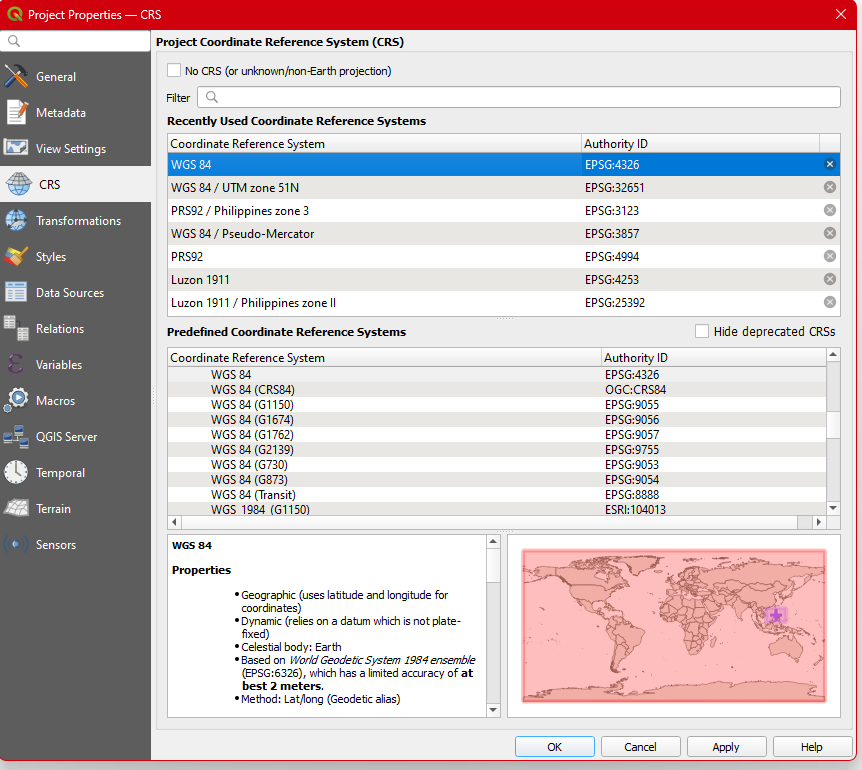 Project Properties — CRS
General
Metadata
View Settings
CRS
Transformations
Styles
Data Sources
Relations
Variables
Macros
QGIS Server
Temporal
Terrain
Sensors
Project Coordinate Reference System (CRS)
No CRS (or unknown/non-Earth projection)
Filter
Recently Used Coordinate Reference Systems
Coordinate Reference System Authority ID
WGS 84 EPSG:4326
WGS 84 / UTM zone 51N EPSG:32651
PRS92 / Philippines zone 3 EPSG:3123
WGS 84 / Pseudo-Mercator EPSG:3857
PRS92 EPSG:4994
Luzon 1911 EPSG:4253
Luzon 1911 / Philippines zone II EPSG:25392
Predefined Coordinate Reference Systems Hide deprecated CRSs
Coordinate Reference System Authority ID
WGS 84 EPSG:4326
WGS 84 (CRS84) OGC:CRS84
WGS 84 (G1150) EPSG:9055
WGS 84 (G1674) EPSG:9056
WGS 84 (G1762) EPSG:9057
WGS 84 (G2139) EPSG:9755
WGS 84 (G730) EPSG:9053
WGS 84 (G873) EPSG:9054
WGS 84 (Transit) EPSG:8888
WGS_1984_(G1150) ESRI:104013
WGS 84
Properties
• Geographic (uses latitude and longitude for
coordinates)
• Dynamic (relies on a datum which is not plate-
fixed)
• Celestial body: Earth
• Based on World Geodetic System 1984 ensemble
(EPSG:6326), which has a limited accuracy of at
best 2 meters.
• Method: Lat/long (Geodetic alias)
OK Cancel Apply Help